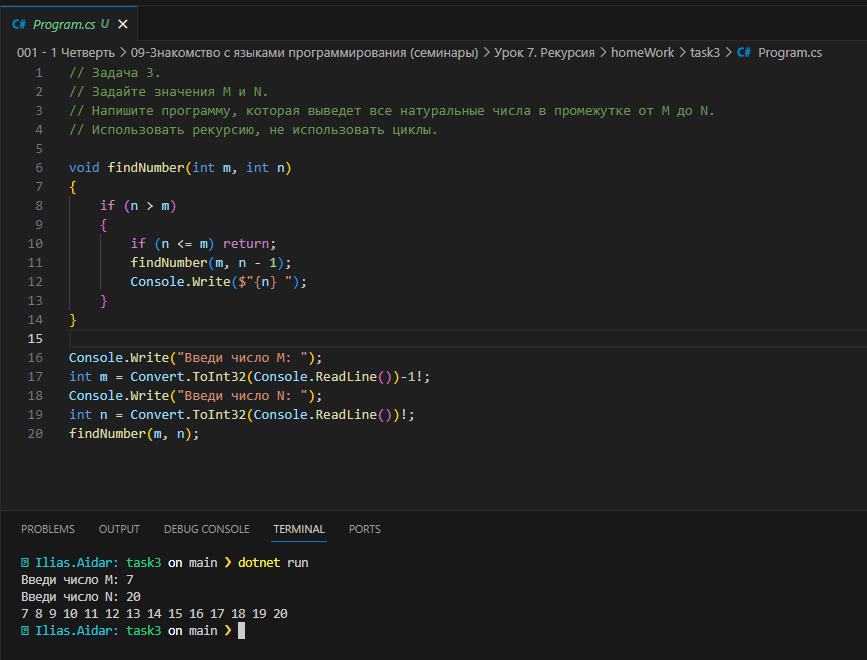 C# Program.cs U
001 - 1 Четверть > 09-Знакомство с языками программирования (семинары) > Урок 7. Рекурсия > homeWork > task3 > C# Program.cs
1 // Задача 3.
2 // Задайте значения M и N.
3 // Напишите программу, которая выведет все натуральные числа в промежутке от M до N.
4 // Использовать рекурсию, не использовать циклы.
5
6 void findNumber(int m, int n)
7 {
8 if (n > m)
9 {
10 if (n <= m) return;
11 findNumber(m, n - 1);
12 Console.Write($"{n} ");
13 }
14 }
15
16 Console.Write("Введи число M: ");
17 int m = Convert.ToInt32(Console.ReadLine())-1!;
18 Console.Write("Введи число N: ");
19 int n = Convert.ToInt32(Console.ReadLine())!;
20 findNumber(m, n);
PROBLEMS OUTPUT DEBUG CONSOLE TERMINAL PORTS
Ilias.Aidar: task3 on main ❯ dotnet run
Введи число M: 7
Введи число N: 20
7 8 9 10 11 12 13 14 15 16 17 18 19 20
Ilias.Aidar: task3 on main ❯